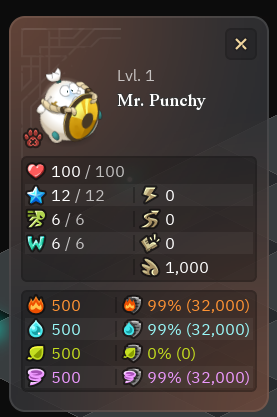 Lvl. 1
Mr. Punchy
100 / 100
12 / 12 0
6 / 6 0
6 / 6 0
1,000
500 99% (32,000)
500 99% (32,000)
500 0% (0)
500 99% (32,000)